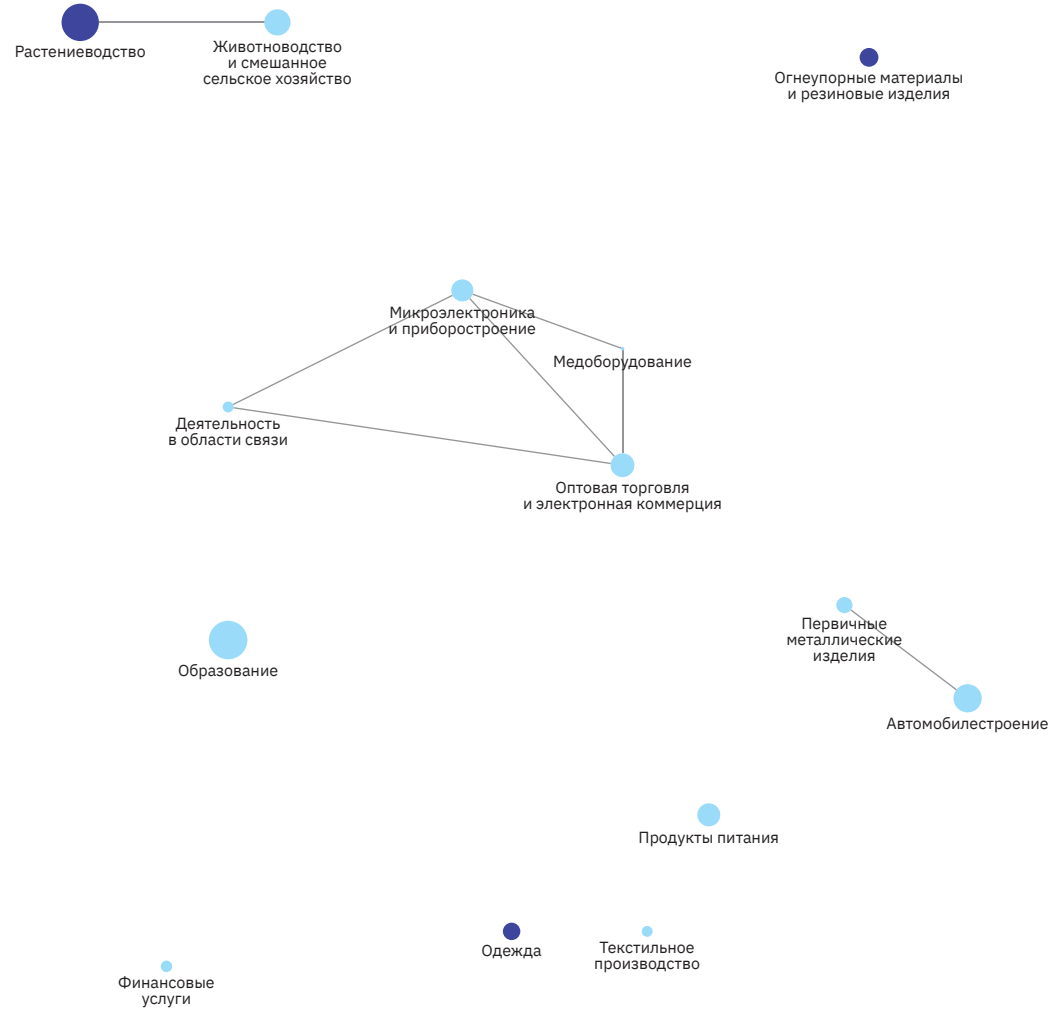 Растениеводство
Животноводство
и смешанное
сельское хозяйство
Огнеупорные материалы
и резиновые изделия
Микроэлектроника
и приборостроение
Медоборудование
Деятельность
в области связи
Оптовая торговля
и электронная коммерция
Первичные
металлические
изделия
Образование
Автомобилестроение
Продукты питания
Одежда
Текстильное
производство
Финансовые
услуги